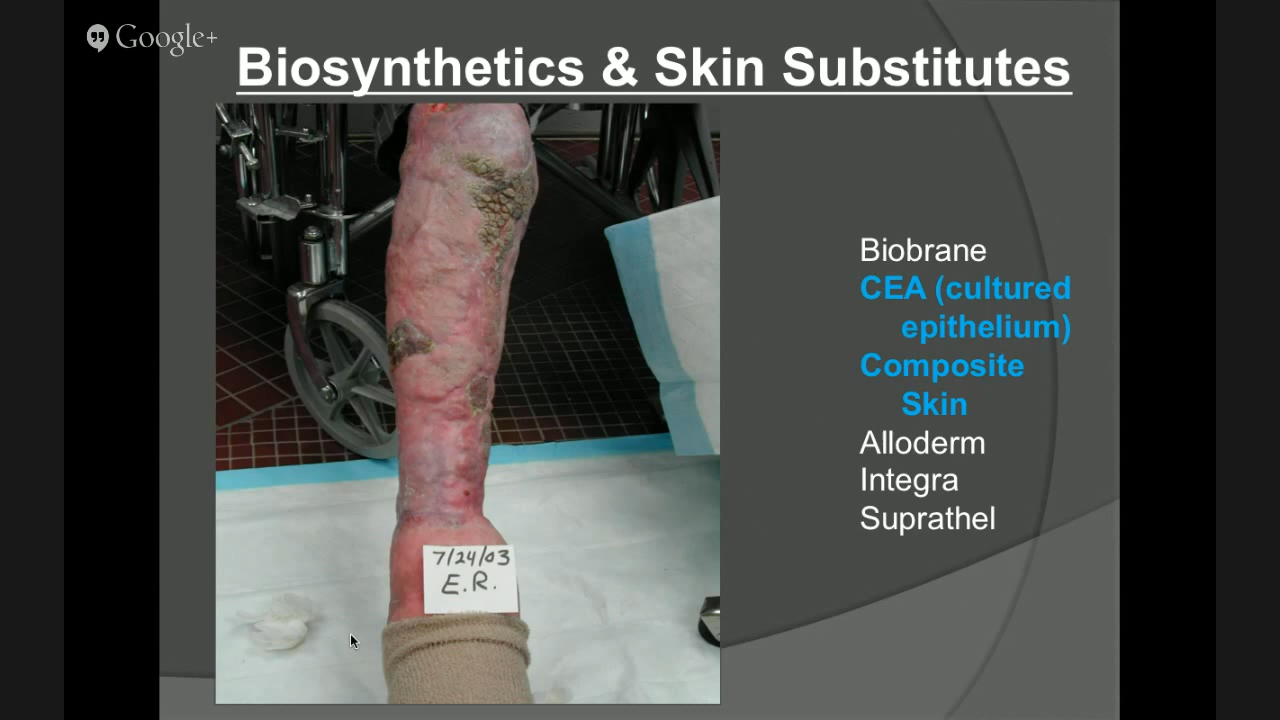 Google+
Biosynthetics & Skin Substitutes
Biobrane
CEA (cultured
epithelium)
Composite
Skin
Alloderm
Integra
Suprathel
7/24/03
E.R.